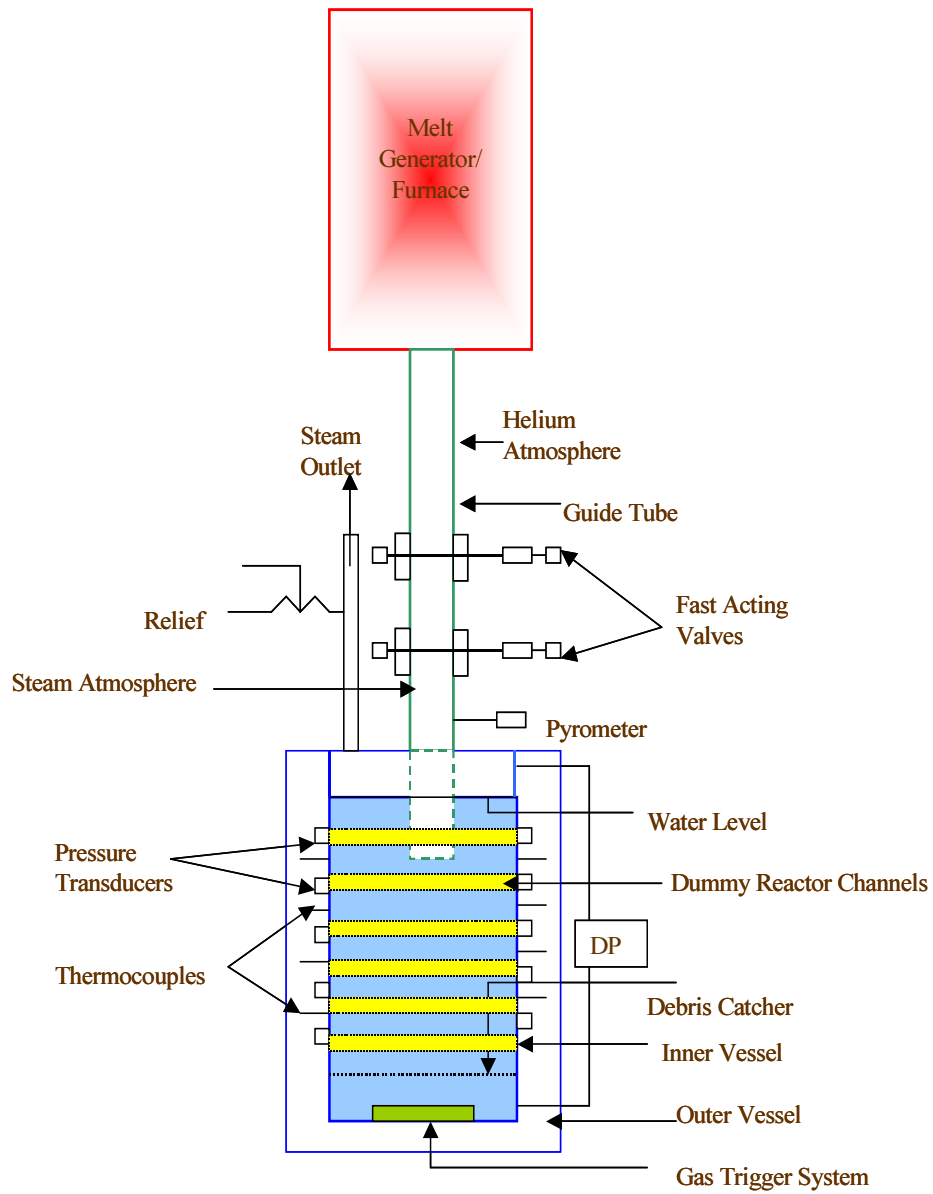 Melt
Generator/
Furnace
Helium
Atmosphere
Steam
Outlet
Guide Tube
Fast Acting
Valves
Relief
Steam Atmosphere
Pyrometer
Water Level
Pressure
Transducers
Dummy Reactor Channels
DP
Thermocouples
Debris Catcher
Inner Vessel
Outer Vessel
Gas Trigger System